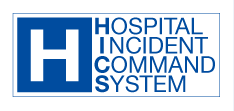 H
HOSPITAL
INCIDENT
COMMAND
SYSTEM